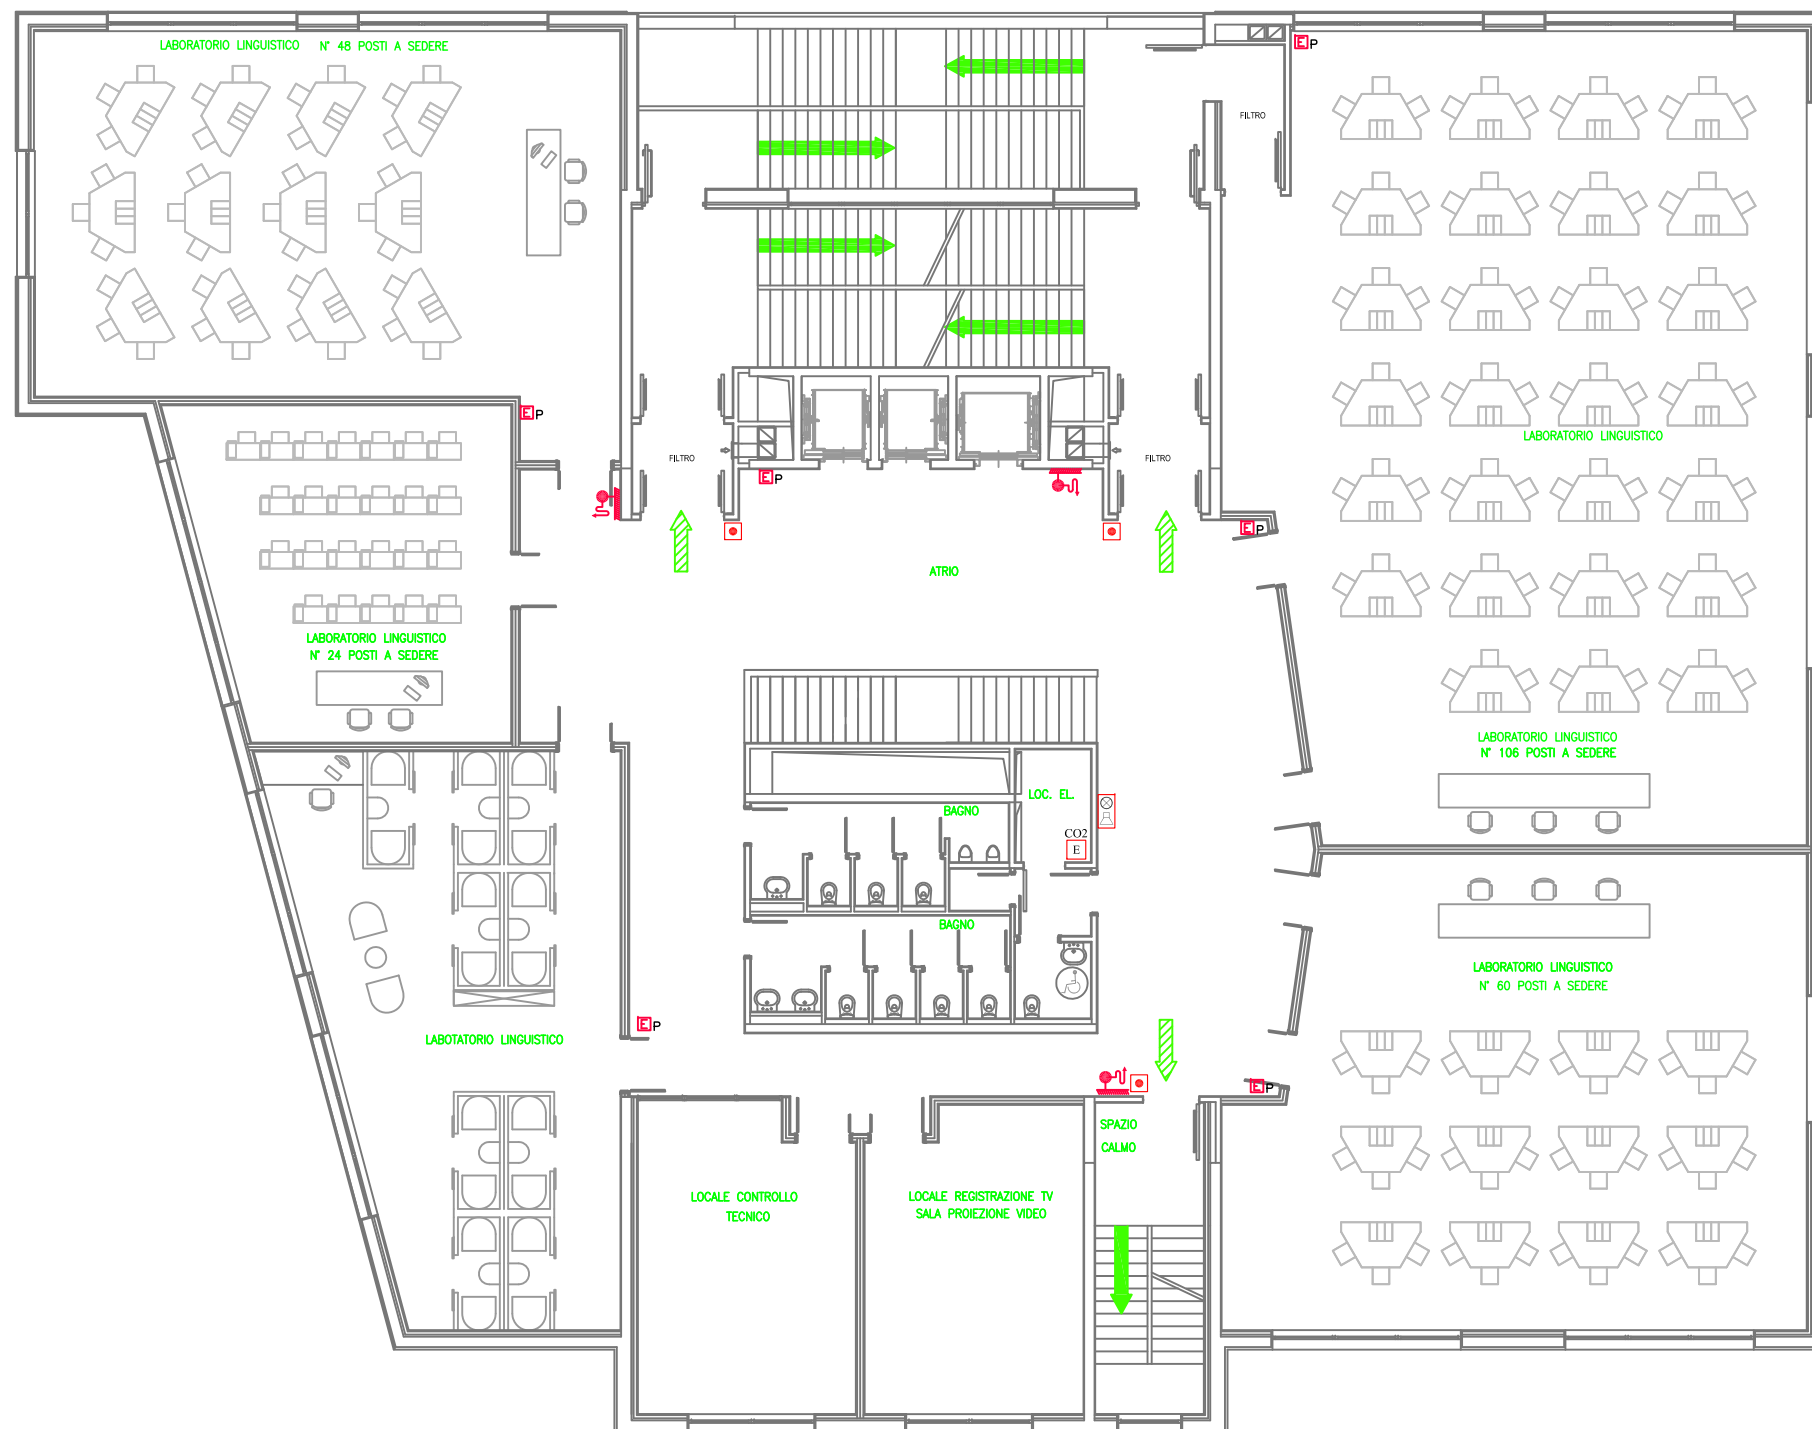 LABORATORIO LINGUISTICO N° 48 POSTI A SEDERE
E P
FILTRO
E P
LABORATORIO LINGUISTICO
FILTRO
FILTRO
E P
E P
ATRIO
LABORATORIO LINGUISTICO
N° 24 POSTI A SEDERE
LABORATORIO LINGUISTICO
N° 106 POSTI A SEDERE
LOC. EL.
BAGNO
CO2
E
BAGNO
LABORATORIO LINGUISTICO
N° 60 POSTI A SEDERE
E P
LABOTATORIO LINGUISTICO
E P
SPAZIO
CALMO
LOCALE CONTROLLO
TECNICO
LOCALE REGISTRAZIONE TV
SALA PROIEZIONE VIDEO